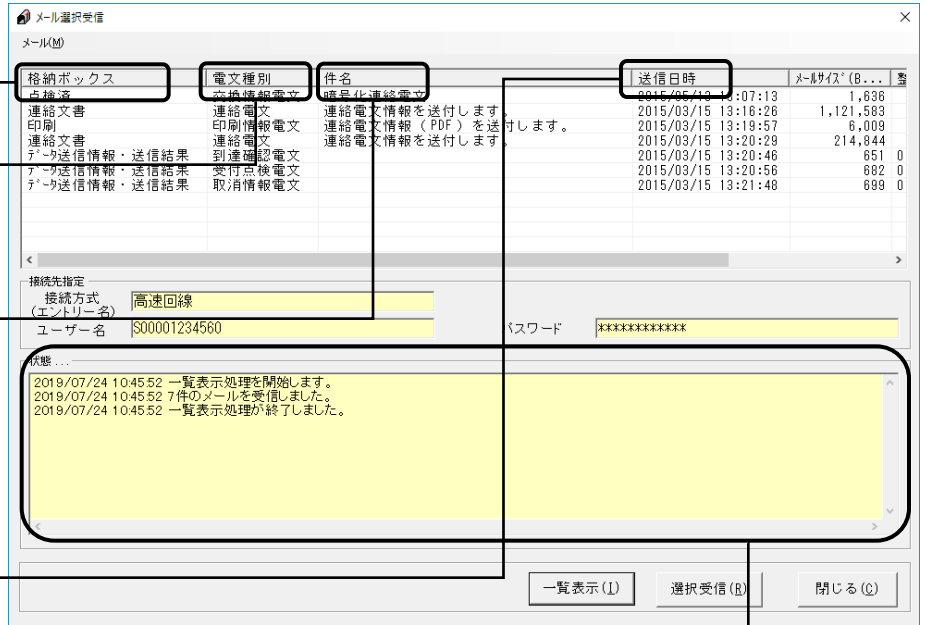 メール選択受信
メール(M)
格納ボックス 電文種別 件名 送信日時 メールサイズ(B... 整
点検済 交換情報電文 暗号化連絡電文 13:07:13 1,636
連絡文書 連絡電文 連絡電文情報を送付します。 2015/03/15 13:16:26 1,121,583
印刷 印刷情報電文 連絡電文情報(PDF)を送付します。 2015/03/15 13:19:57 6,009
連絡文書 連絡電文 連絡電文情報を送付します。 2015/03/15 13:20:29 214,844
データ送信情報・送信結果 到達確認電文 2015/03/15 13:20:46 651 0
データ送信情報・送信結果 受付点検電文 2015/03/15 13:20:56 682 0
データ送信情報・送信結果 取消情報電文 2015/03/15 13:21:48 699 0
接続先指定
接続方式
(エントリー名) 高速回線
ユーザー名 S00001234560 パスワード ************
状態...
2019/07/24 10:45:52 一覧表示処理を開始します。
2019/07/24 10:45:52 7件のメールを受信しました。
2019/07/24 10:45:52 一覧表示処理が終了しました。
一覧表示(I) 選択受信(R) 閉じる(C)